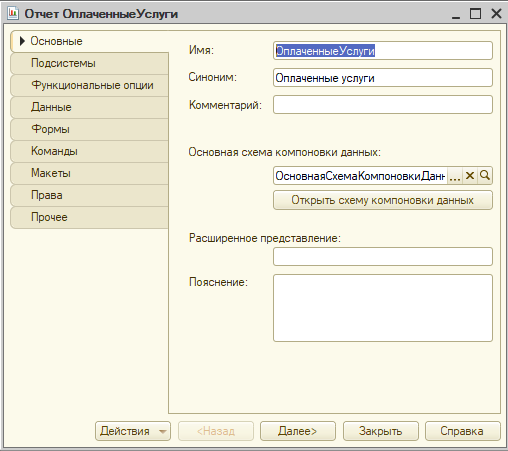 Отчет ОплаченныеУслуги
Основные
Подсистемы
Функциональные опции
Данные
Формы
Команды
Макеты
Права
Прочее
Имя: ОплаченныеУслуги
Синоним: Оплаченные услуги
Комментарий:
Основная схема компоновки данных:
ОсновнаяСхемаКомпоновкиДанн ...
Открыть схему компоновки данных
Расширенное представление:
Пояснение:
Действия <Назад Далее> Закрыть Справка